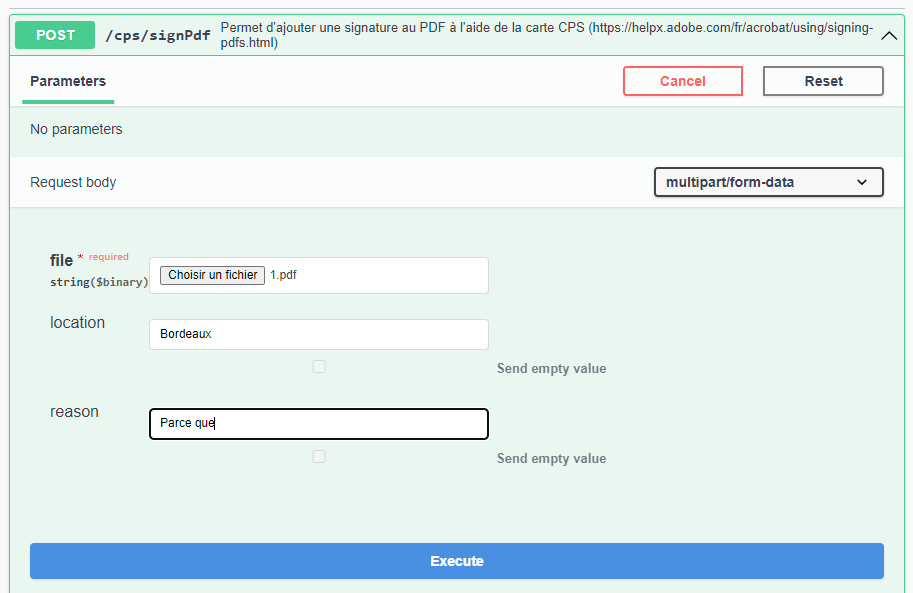 POST /cps/signPdf Permet d'ajouter une signature au PDF à l'aide de la carte CPS (https://helpx.adobe.com/fr/acrobat/using/signing-
pdfs.html)
Parameters Cancel Reset
No parameters
Request body multipart/form-data
file * required
string($binary) Choisir un fichier 1.pdf
location
Bordeaux
Send empty value
reason
Parce que
Send empty value
Execute